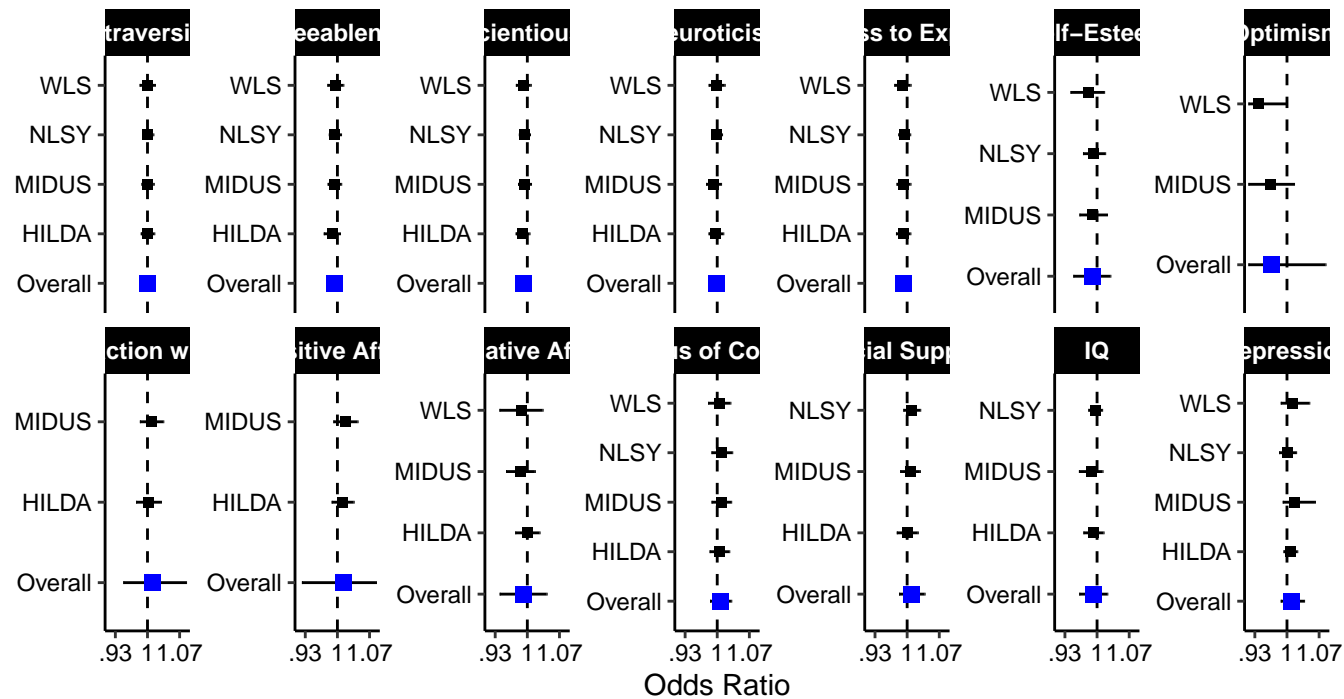 traversi
eeablen
cientiou
euroticis
ss to Ex
lf−Estee
Optimism
WLS
NLSY
MIDUS
HILDA
Overall
WLS
NLSY
MIDUS
HILDA
Overall
WLS
NLSY
MIDUS
HILDA
Overall
WLS
NLSY
MIDUS
HILDA
Overall
WLS
NLSY
MIDUS
HILDA
Overall
WLS
NLSY
MIDUS
Overall
WLS
MIDUS
Overall
ction w
sitive Aff
ative Af
us of Co
cial Supp
IQ
epressio
MIDUS
HILDA
Overall
MIDUS
HILDA
Overall
WLS
MIDUS
HILDA
Overall
WLS
NLSY
MIDUS
HILDA
Overall
NLSY
MIDUS
HILDA
Overall
NLSY
MIDUS
HILDA
Overall
WLS
NLSY
MIDUS
HILDA
Overall
.93 1 1.07
.93 1 1.07
.93 1 1.07
.93 1 1.07
.93 1 1.07
.93 1 1.07
.93 1 1.07
Odds Ratio